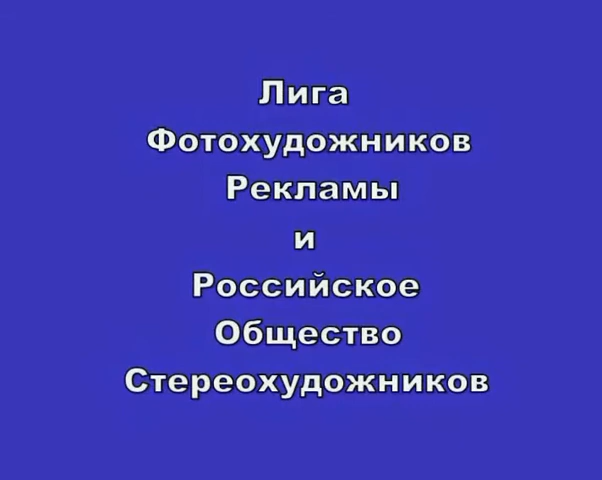 Лига
Фотохудожников
Рекламы
и
Российское
Общество
Стереохудожников